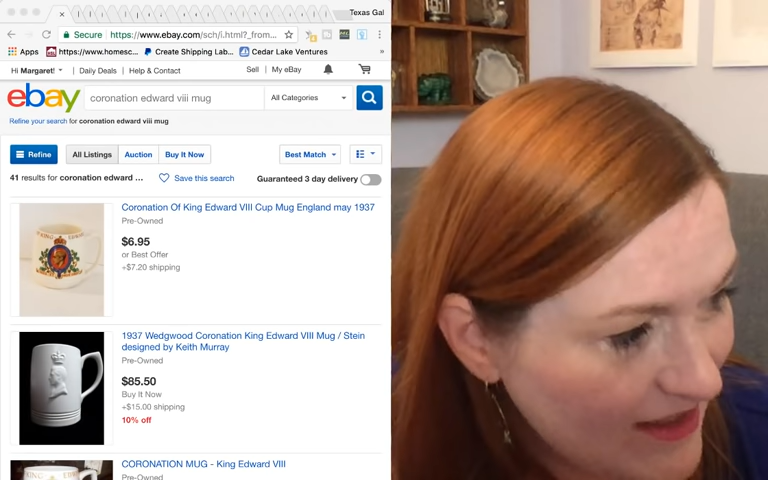 Texas Gal
Secure https://www.ebay.com/sch/i.html?_from...
Apps https://www.homesc... Create Shipping Lab... Cedar Lake Ventures »
Hi Margaret! Daily Deals Help & Contact Sell My eBay
ebay coronation edward viii mug All Categories
Refine your search for coronation edward viii mug
Refine All Listings Auction Buy It Now Best Match
41 results for coronation edward ... Save this search Guaranteed 3 day delivery
Coronation Of King Edward VIII Cup Mug England may 1937
Pre-Owned
$6.95
or Best Offer
+$7.20 shipping
1937 Wedgwood Coronation King Edward VIII Mug / Stein
designed by Keith Murray
Pre-Owned
$85.50
Buy It Now
+$15.00 shipping
10% off
CORONATION MUG - King Edward VIII
Pre-Owned